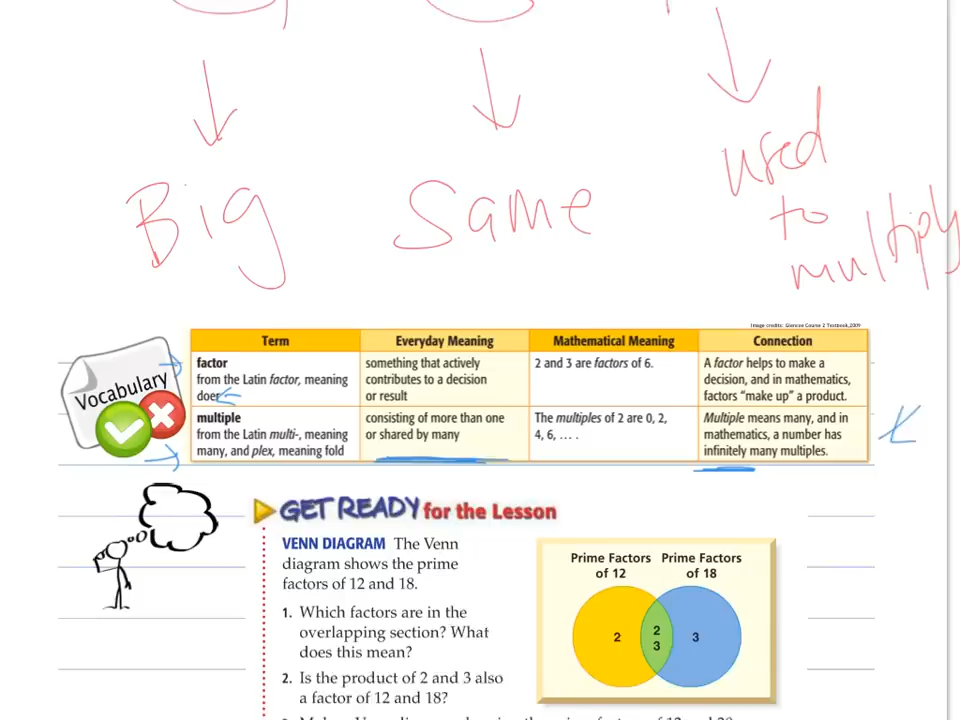 Big Same used
to
multiply
Image credits: Glencoe Course 2 Textbook, 2009
Term Everyday Meaning Mathematical Meaning Connection
factor
from the Latin factor, meaning
doer
something that actively
contributes to a decision
or result
2 and 3 are factors of 6.
A factor helps to make a
decision, and in mathematics,
factors “make up” a product.
multiple
from the Latin multi-, meaning
many, and plex, meaning fold
consisting of more than one
or shared by many
The multiples of 2 are 0, 2,
4, 6, … .
Multiple means many, and in
mathematics, a number has
infinitely many multiples.
Vocabulary
GET READY for the Lesson
VENN DIAGRAM The Venn
diagram shows the prime
factors of 12 and 18.
1. Which factors are in the
overlapping section? What
does this mean?
2. Is the product of 2 and 3 also
a factor of 12 and 18?
Prime Factors
of 12
Prime Factors
of 18
2
2
3
3